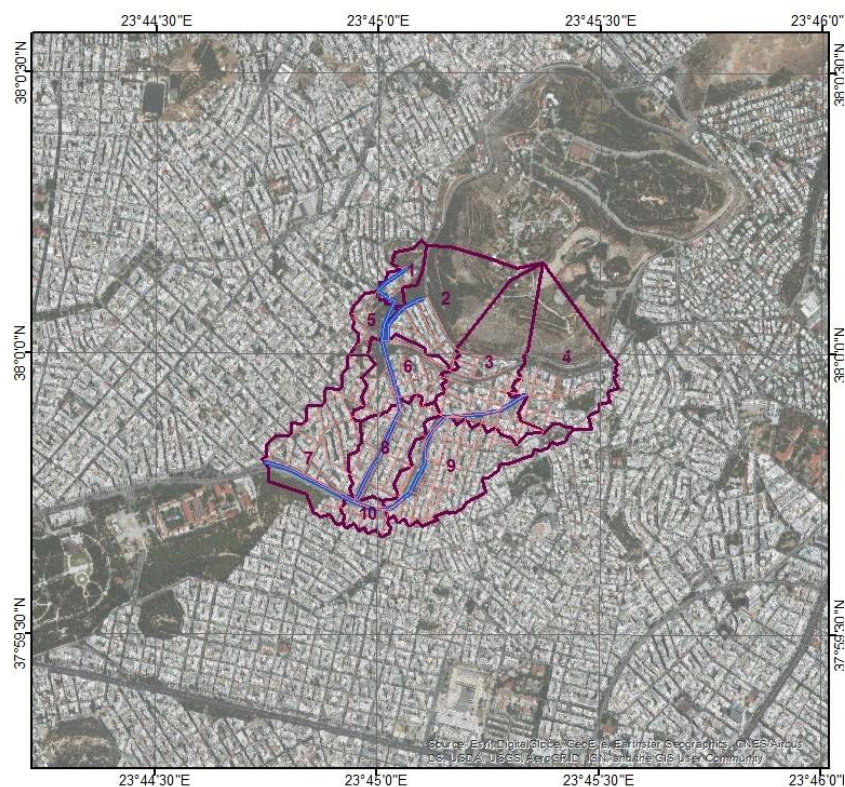 23°44'30"E 23°45'0"E 23°45'30"E 23°46'0"E
38°0'30"N 38°0'30"N
1
2
5
38°0'0"N 3 4 38°0'0"N
6
8
7 9
10
37°59'30"N 37°59'30"N
Source: Esri, DigitalGlobe, GeoEye, Earthstar Geographics, CNES/Airbus
DS, USDA, USGS, AeroGRID, IGN, and the GIS User Community
23°44'30"E 23°45'0"E 23°45'30"E 23°46'0"E